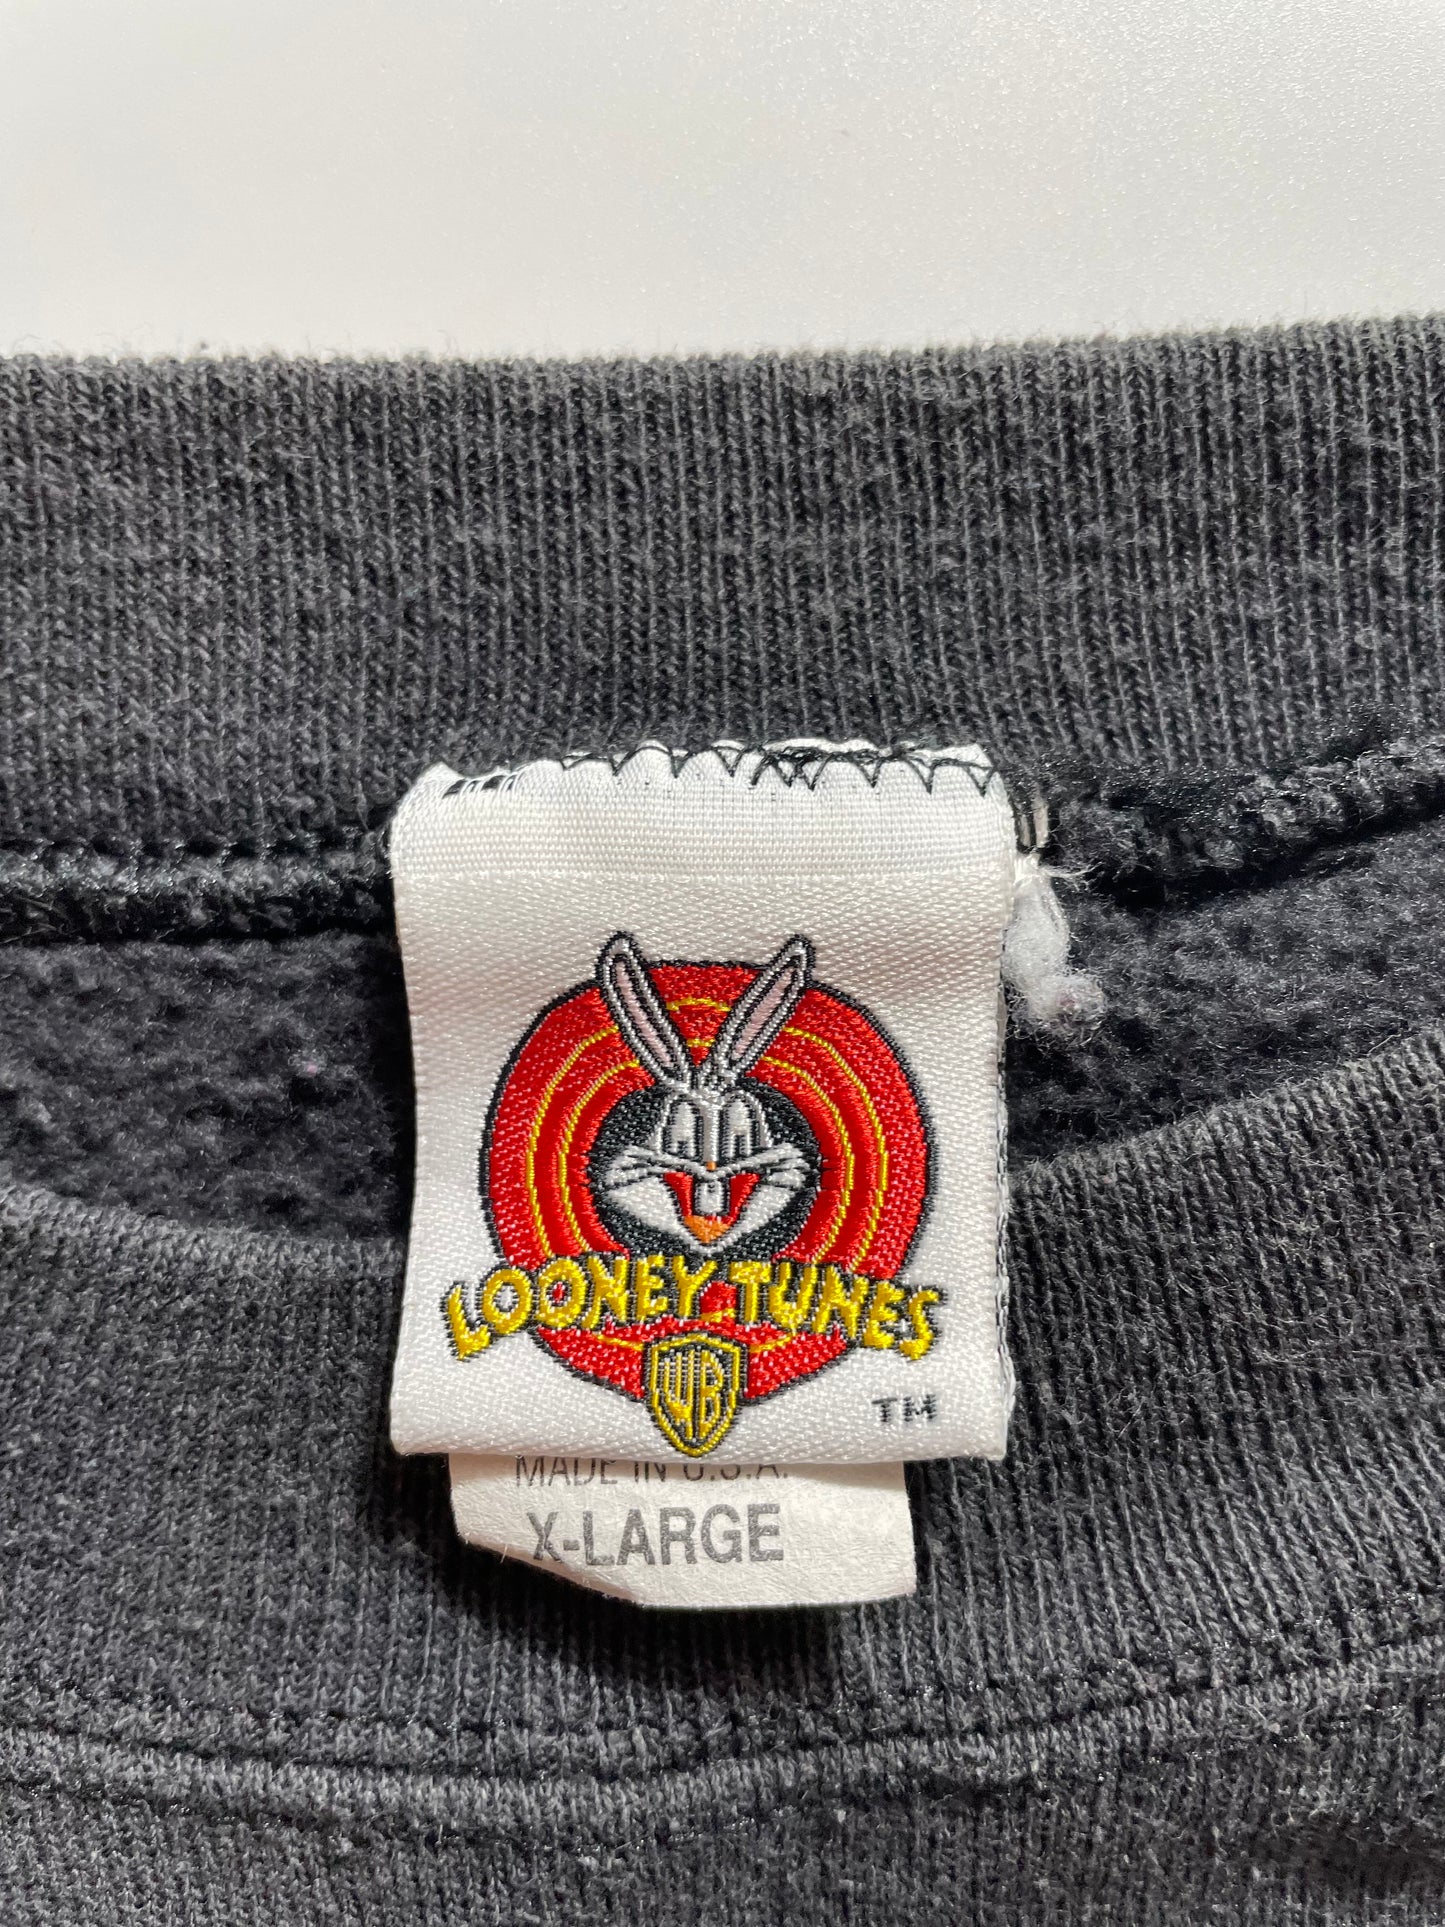 LOONEY TUNES
WB
TM
MADE IN U.S.A.
X-LARGE